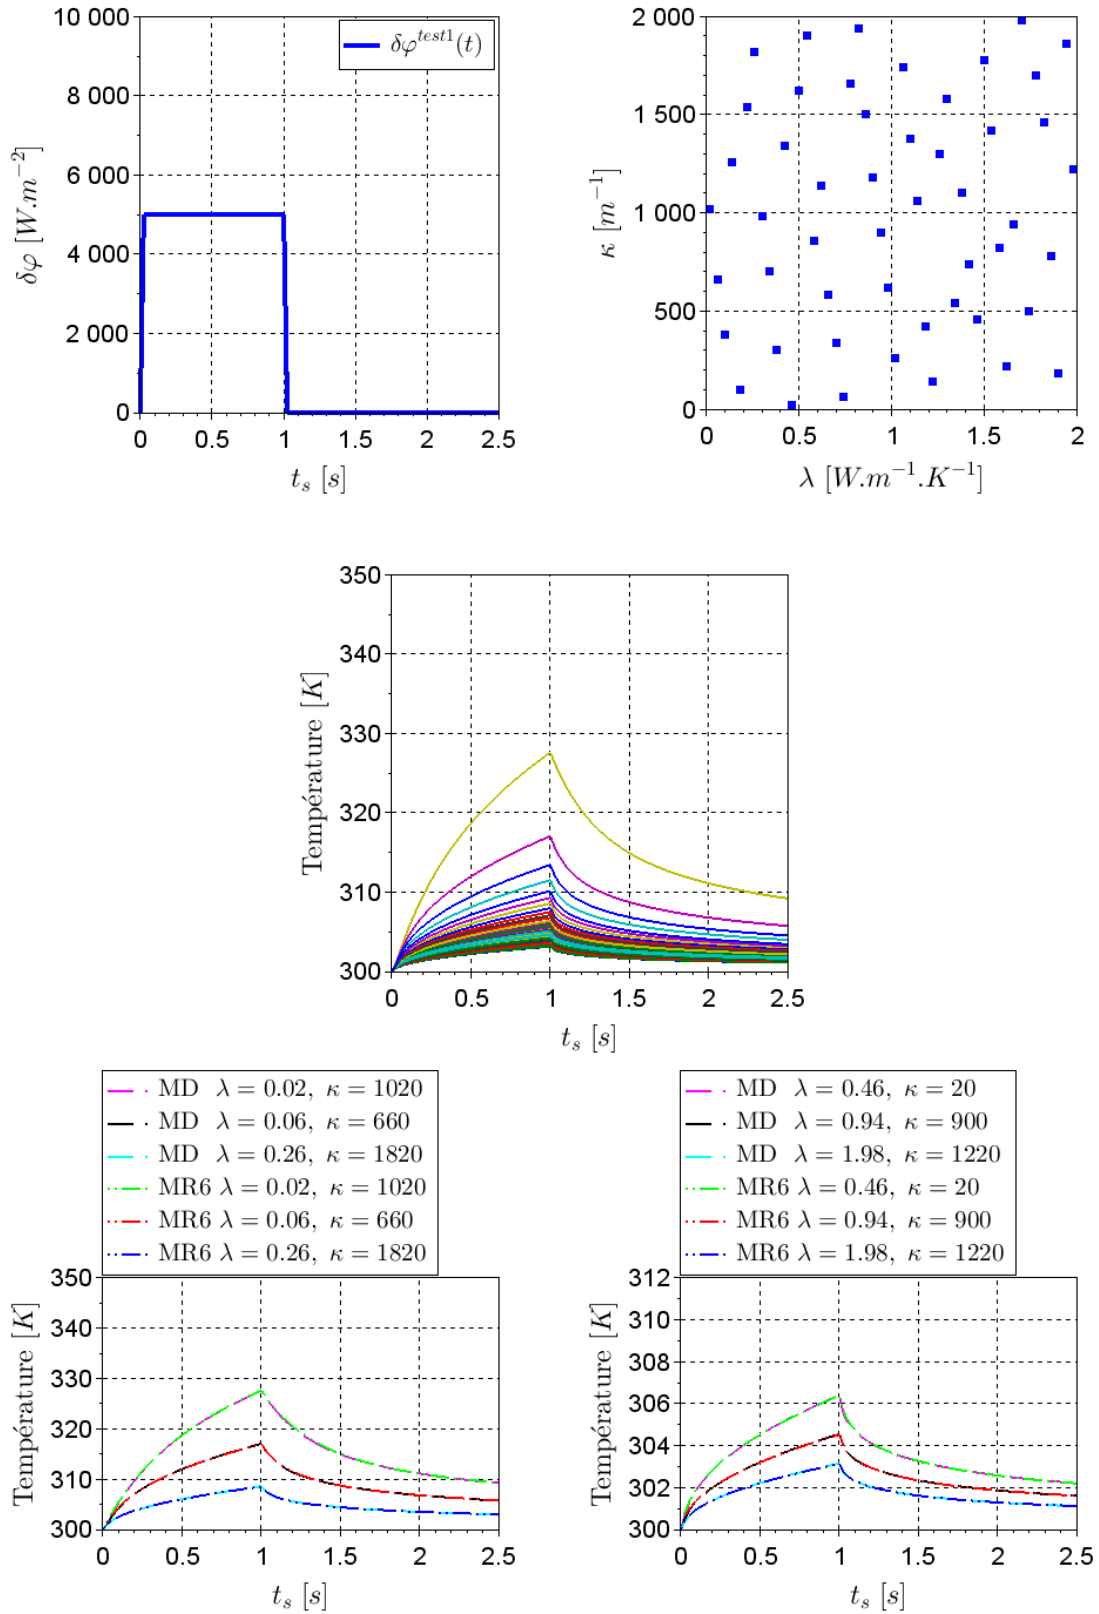 10 000
8 000
6 000
4 000
2 000
0
δφ [W.m⁻²]
δφ^{test1}(t)
0 0.5 1 1.5 2 2.5
t_s [s]
2 000
1 500
1 000
500
0
κ [m⁻¹]
0 0.5 1 1.5 2
λ [W.m⁻¹.K⁻¹]
350
340
330
320
310
300
Température [K]
0 0.5 1 1.5 2 2.5
t_s [s]
MD λ = 0.02, κ = 1020
MD λ = 0.06, κ = 660
MD λ = 0.26, κ = 1820
MR6 λ = 0.02, κ = 1020
MR6 λ = 0.06, κ = 660
MR6 λ = 0.26, κ = 1820
350
340
330
320
310
300
Température [K]
0 0.5 1 1.5 2 2.5
t_s [s]
MD λ = 0.46, κ = 20
MD λ = 0.94, κ = 900
MD λ = 1.98, κ = 1220
MR6 λ = 0.46, κ = 20
MR6 λ = 0.94, κ = 900
MR6 λ = 1.98, κ = 1220
312
310
308
306
304
302
300
Température [K]
0 0.5 1 1.5 2 2.5
t_s [s]